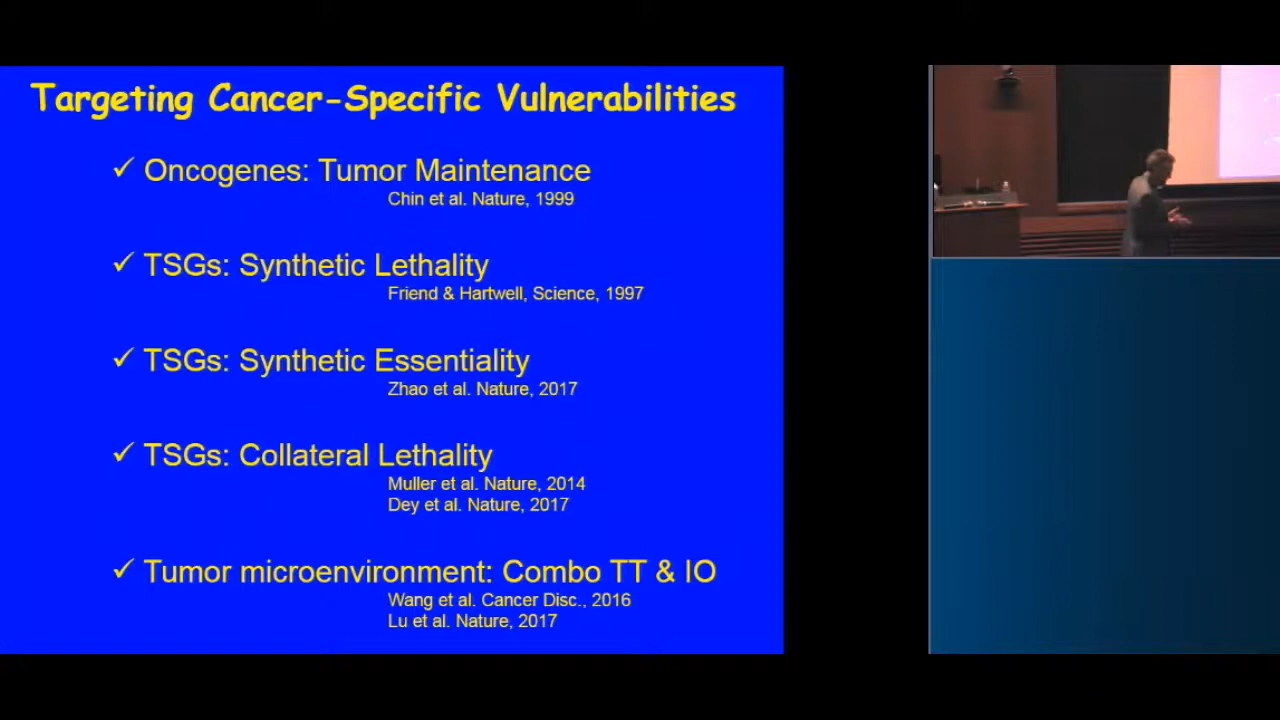 Targeting Cancer-Specific Vulnerabilities
✓ Oncogenes: Tumor Maintenance
Chin et al. Nature, 1999
✓ TSGs: Synthetic Lethality
Friend & Hartwell, Science, 1997
✓ TSGs: Synthetic Essentiality
Zhao et al. Nature, 2017
✓ TSGs: Collateral Lethality
Muller et al. Nature, 2014
Dey et al. Nature, 2017
✓ Tumor microenvironment: Combo TT & IO
Wang et al. Cancer Disc., 2016
Lu et al. Nature, 2017